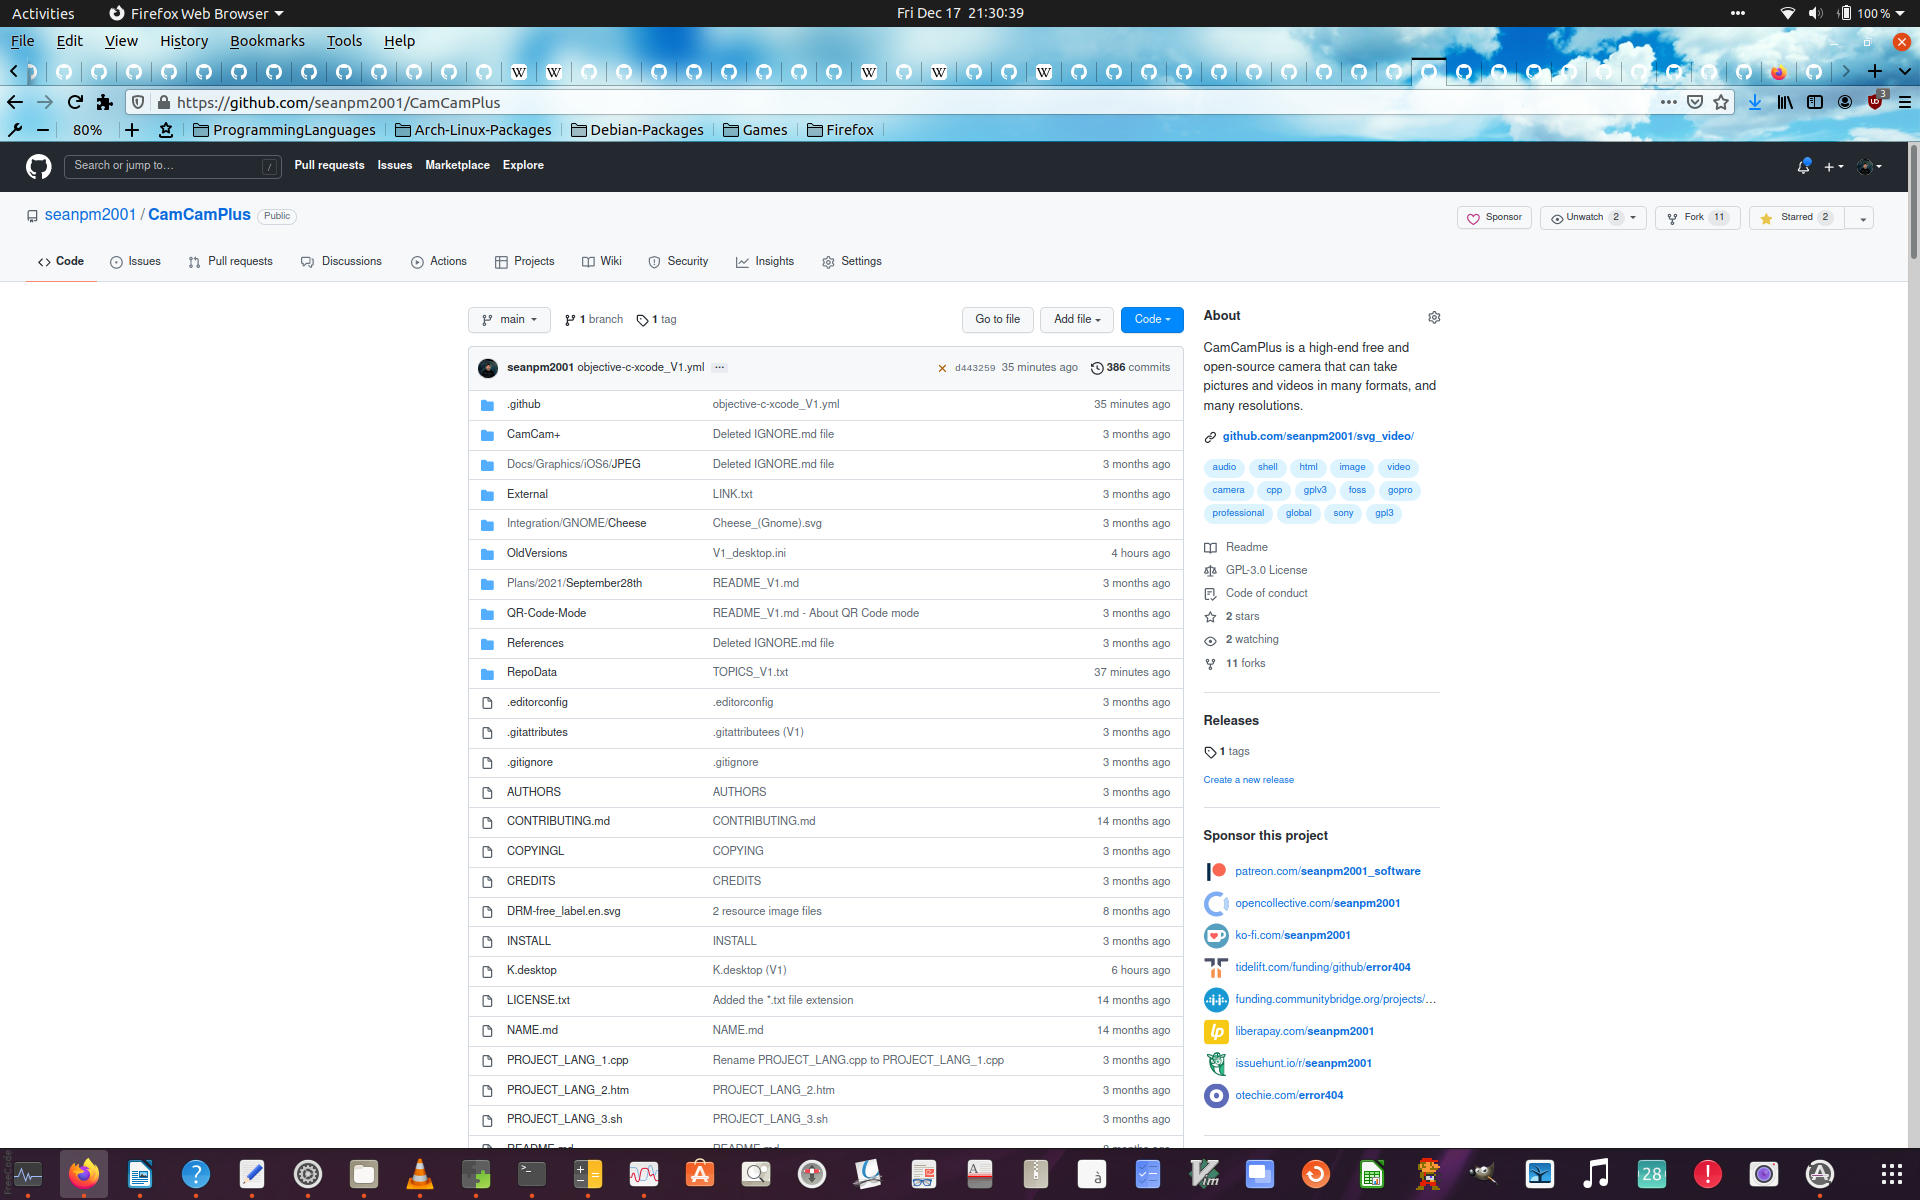 Activities Firefox Web Browser Fri Dec 17 21:30:39 100 %
File Edit View History Bookmarks Tools Help
https://github.com/seanpm2001/CamCamPlus 3
80% ProgrammingLanguages Arch-Linux-Packages Debian-Packages Games Firefox
Search or jump to… / Pull requests Issues Marketplace Explore
seanpm2001 / CamCamPlus Public Sponsor Unwatch 2 Fork 11 Starred 2
Code Issues Pull requests Discussions Actions Projects Wiki Security Insights Settings
main 1 branch 1 tag Go to file Add file Code
seanpm2001 objective-c-xcode_V1.yml d443259 35 minutes ago 386 commits
.github objective-c-xcode_V1.yml 35 minutes ago
CamCam+ Deleted IGNORE.md file 3 months ago
Docs/Graphics/iOS6/JPEG Deleted IGNORE.md file 3 months ago
External LINK.txt 3 months ago
Integration/GNOME/Cheese Cheese_(Gnome).svg 3 months ago
OldVersions V1_desktop.ini 4 hours ago
Plans/2021/September28th README_V1.md 3 months ago
QR-Code-Mode README_V1.md - About QR Code mode 3 months ago
References Deleted IGNORE.md file 3 months ago
RepoData TOPICS_V1.txt 37 minutes ago
.editorconfig .editorconfig 3 months ago
.gitattributes .gitattributees (V1) 3 months ago
.gitignore .gitignore 3 months ago
AUTHORS AUTHORS 3 months ago
CONTRIBUTING.md CONTRIBUTING.md 14 months ago
COPYINGL COPYING 3 months ago
CREDITS CREDITS 3 months ago
DRM-free_label.en.svg 2 resource image files 8 months ago
INSTALL INSTALL 3 months ago
K.desktop K.desktop (V1) 6 hours ago
LICENSE.txt Added the *.txt file extension 14 months ago
NAME.md NAME.md 14 months ago
PROJECT_LANG_1.cpp Rename PROJECT_LANG.cpp to PROJECT_LANG_1.cpp 3 months ago
PROJECT_LANG_2.htm PROJECT_LANG_2.htm 3 months ago
PROJECT_LANG_3.sh PROJECT_LANG_3.sh 3 months ago
About
CamCamPlus is a high-end free and
open-source camera that can take
pictures and videos in many formats, and
many resolutions.
github.com/seanpm2001/svg_video/
audio shell html image video
camera cpp gplv3 foss gopro
professional global sony gpl3
Readme
GPL-3.0 License
Code of conduct
2 stars
2 watching
11 forks
Releases
1 tags
Create a new release
Sponsor this project
patreon.com/seanpm2001_software
opencollective.com/seanpm2001
ko-fi.com/seanpm2001
tidelift.com/funding/github/error404
funding.communitybridge.org/projects/…
liberapay.com/seanpm2001
issuehunt.io/r/seanpm2001
otechie.com/error404
28